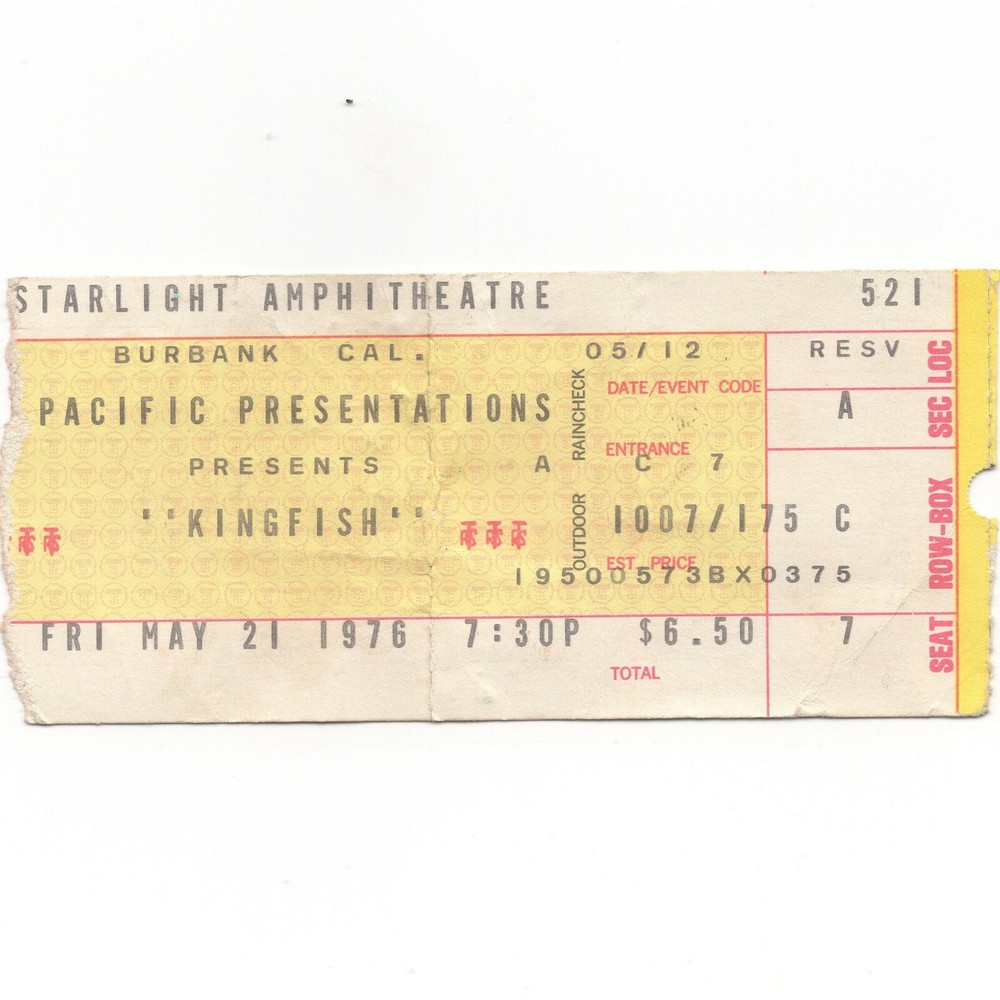 STARLIGHT AMPHITHEATRE 521
BURBANK CAL. 05/12 RESV
DATE/EVENT CODE
PACIFIC PRESENTATIONS A
ENTRANCE
PRESENTS A C 7
"KINGFISH" 1007/175 C
EST. PRICE
19500573BX0375
FRI MAY 21 1976 7:30P $6.50 7
TOTAL
OUTDOOR RAINCHECK
SEAT ROW-BOX SEC LOC